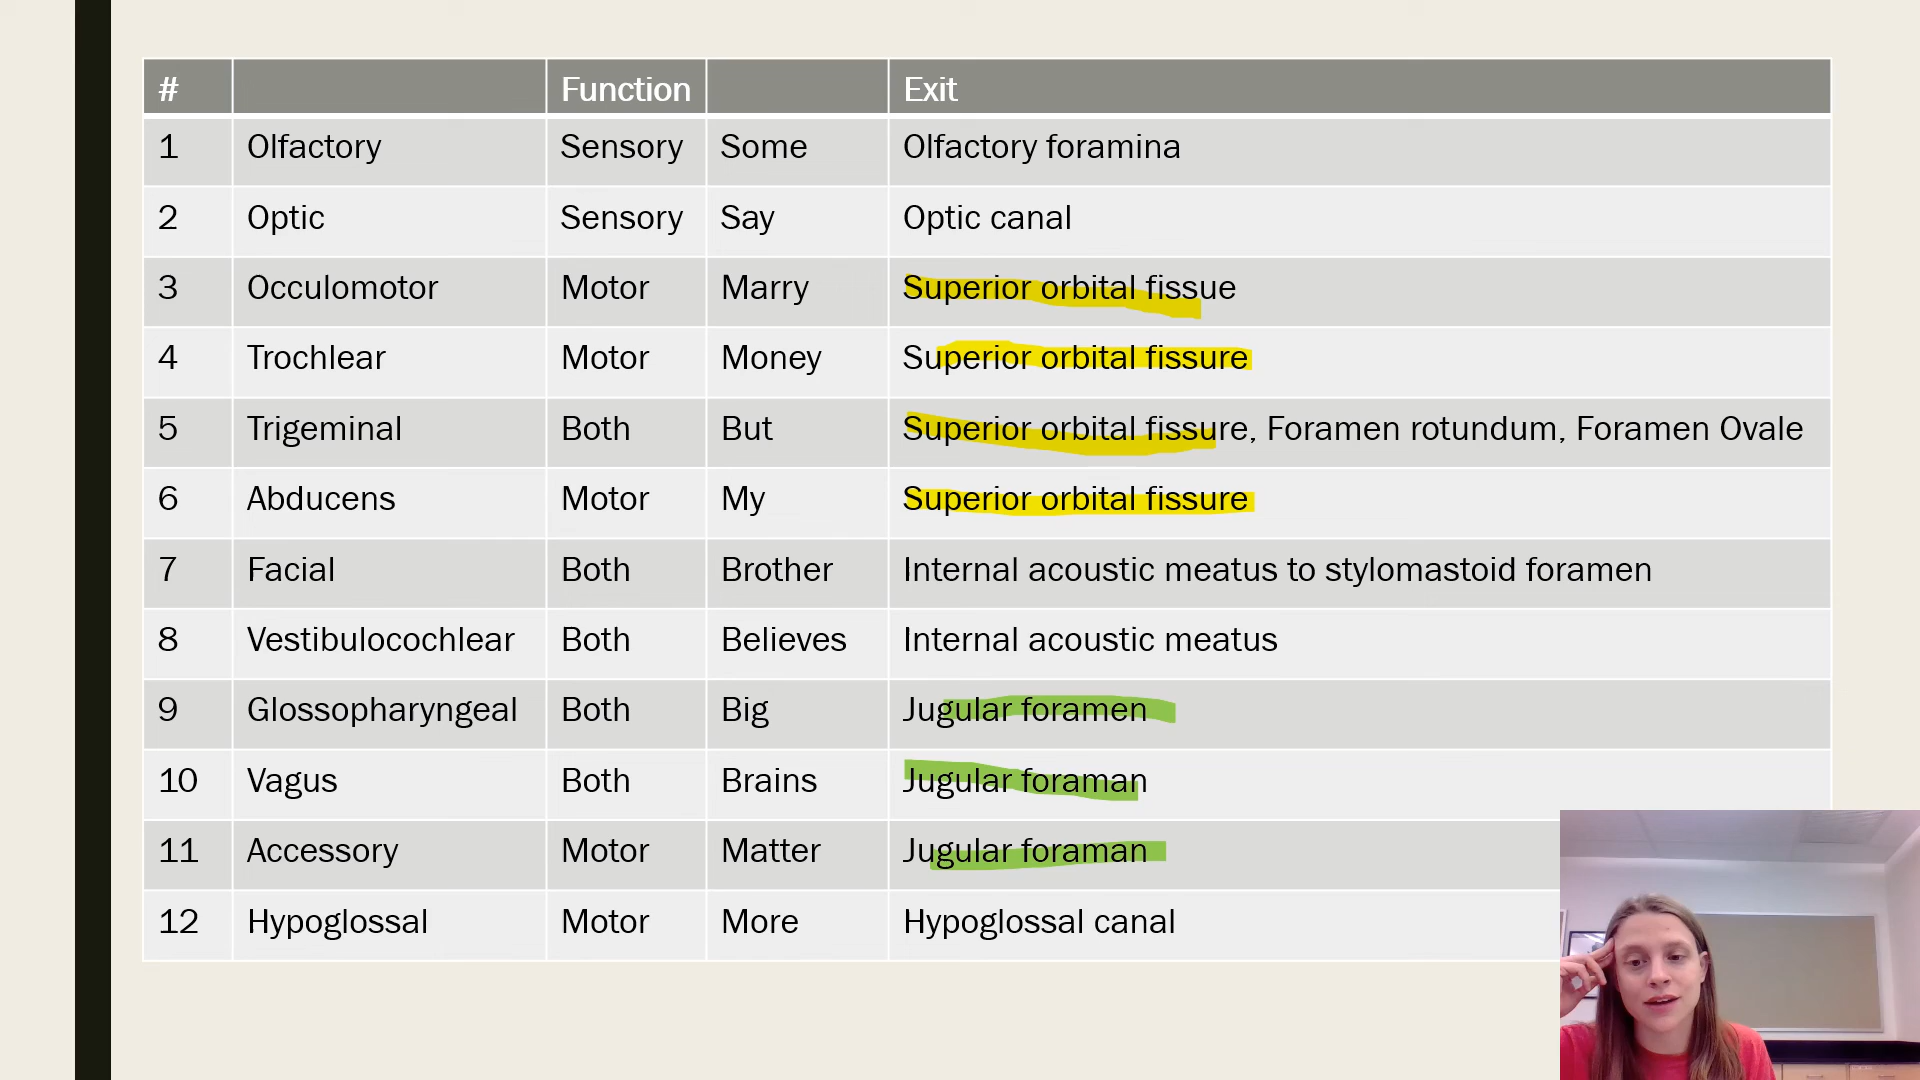 # Function Exit
1 Olfactory Sensory Some Olfactory foramina
2 Optic Sensory Say Optic canal
3 Occulomotor Motor Marry Superior orbital fissue
4 Trochlear Motor Money Superior orbital fissure
5 Trigeminal Both But Superior orbital fissure, Foramen rotundum, Foramen Ovale
6 Abducens Motor My Superior orbital fissure
7 Facial Both Brother Internal acoustic meatus to stylomastoid foramen
8 Vestibulocochlear Both Believes Internal acoustic meatus
9 Glossopharyngeal Both Big Jugular foramen
10 Vagus Both Brains Jugular foraman
11 Accessory Motor Matter Jugular foraman
12 Hypoglossal Motor More Hypoglossal canal